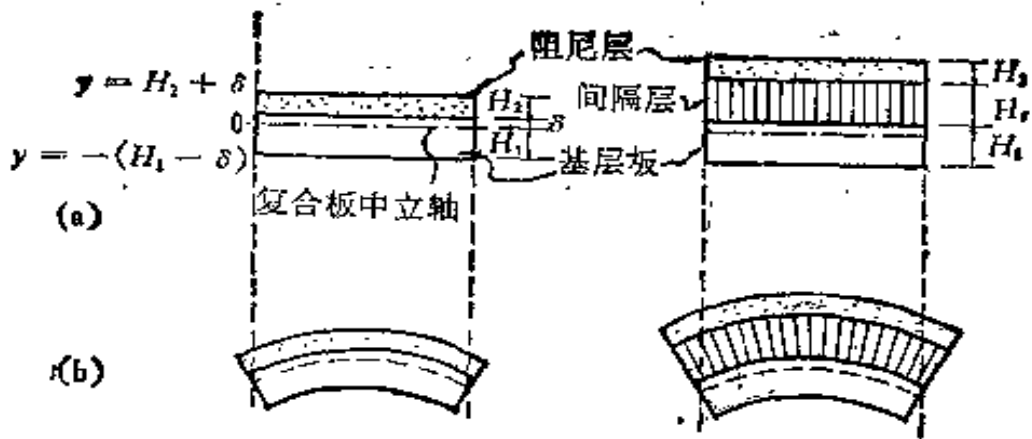 阻尼层
y = H₂ + δ
H₂
间隔层
H₂
0
δ
H₁
y = -(H₁ - δ)
基层板
H₁
复合板中立轴
(a)
(b)